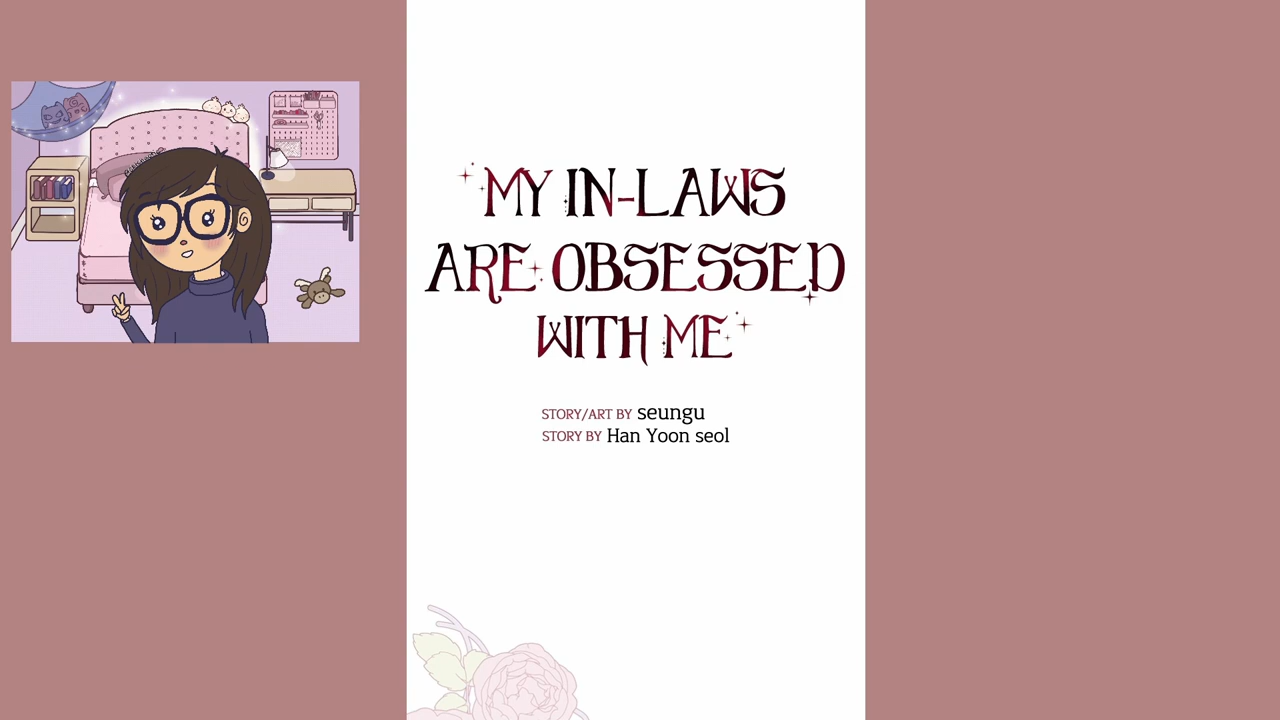 MY IN-LAWS
ARE OBSESSED
WITH ME
STORY/ART BY seungu
STORY BY Han Yoon seol